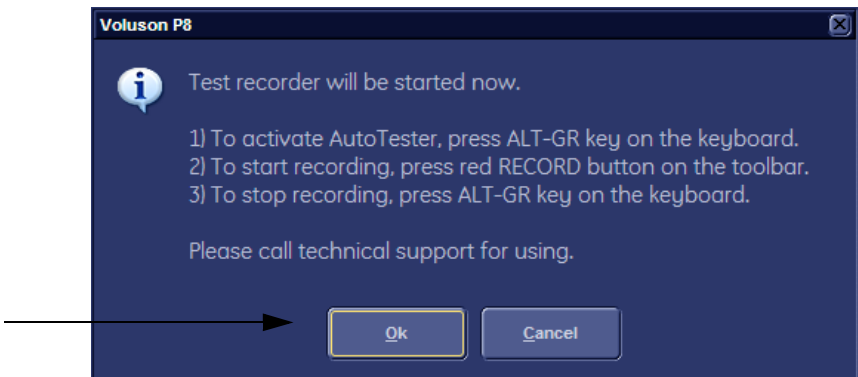 Voluson P8
Test recorder will be started now.
1) To activate AutoTester, press ALT-GR key on the keyboard.
2) To start recording, press red RECORD button on the toolbar.
3) To stop recording, press ALT-GR key on the keyboard.
Please call technical support for using.
Ok
Cancel